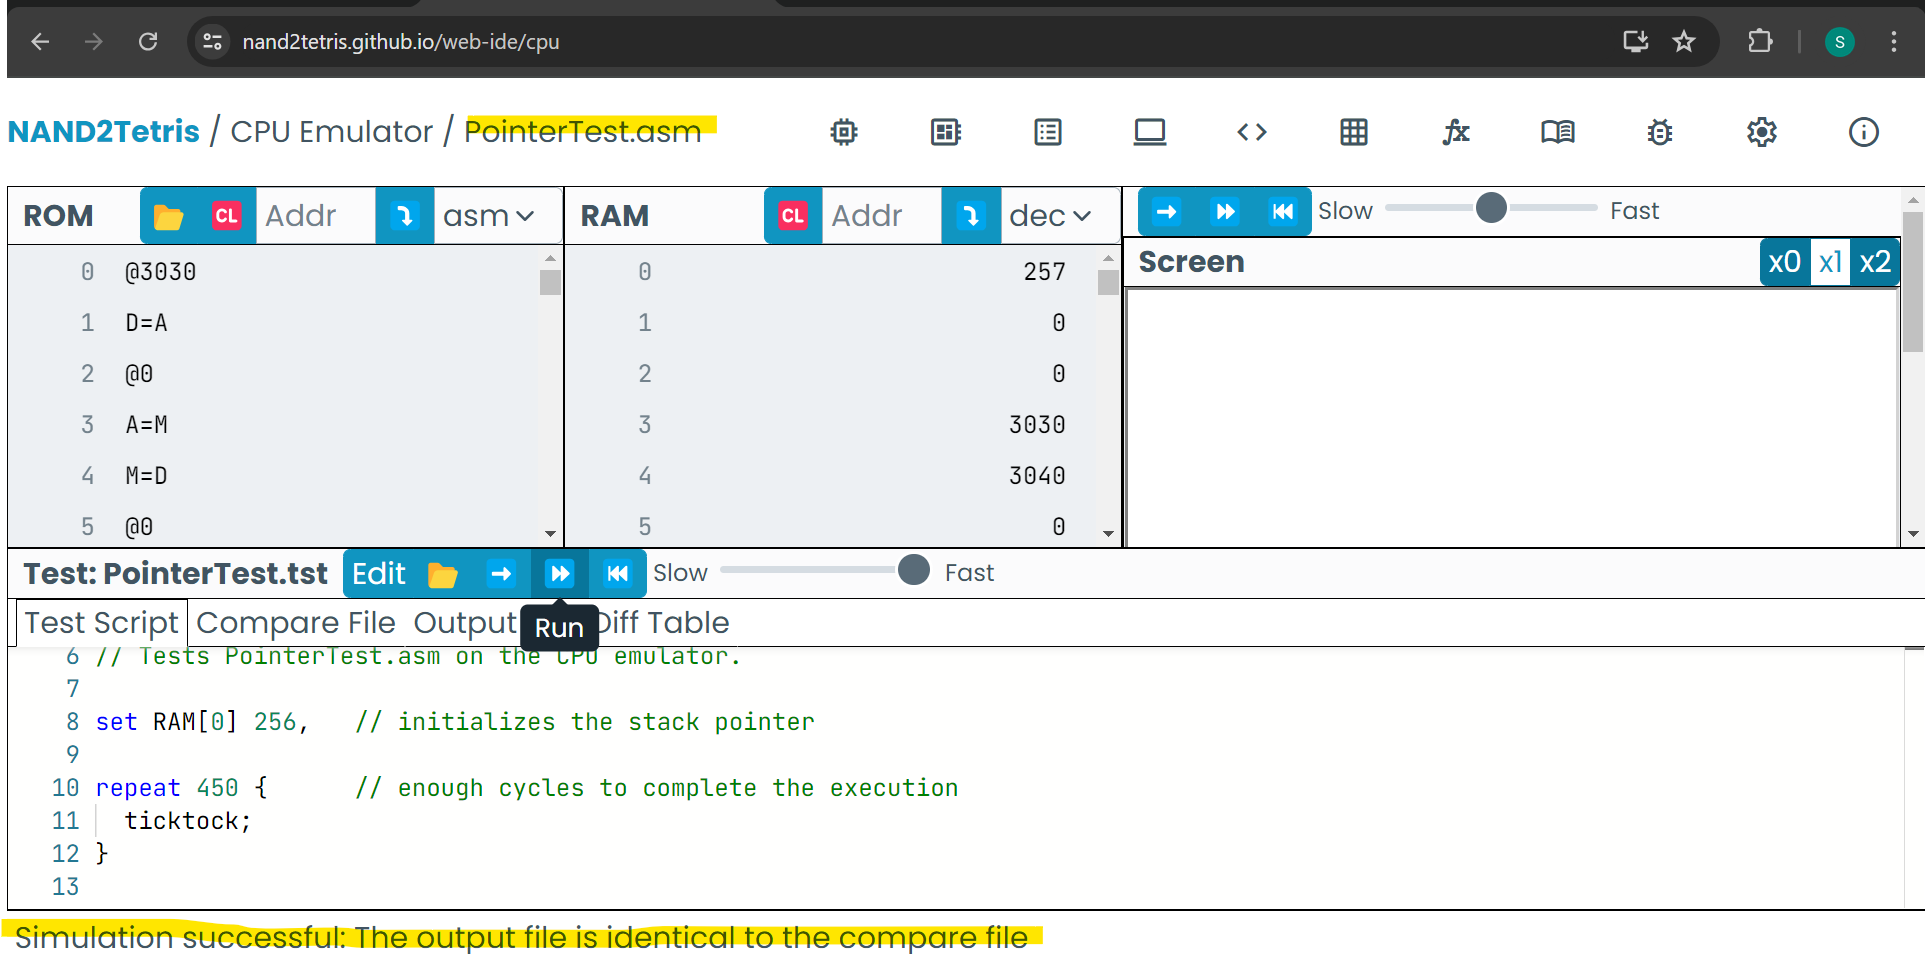 nand2tetris.github.io/web-ide/cpu
S
NAND2Tetris / CPU Emulator / PointerTest.asm
ROM CL Addr asm
RAM CL Addr dec
Slow Fast
Screen x0 x1 x2
0 @3030
1 D=A
2 @0
3 A=M
4 M=D
5 @0
0 257
1 0
2 0
3 3030
4 3040
5 0
Test: PointerTest.tst Edit Slow Fast
Test Script Compare File Output Diff Table
Run
6 // Tests PointerTest.asm on the CPU emulator.
7
8 set RAM[0] 256, // initializes the stack pointer
9
10 repeat 450 { // enough cycles to complete the execution
11 ticktock;
12 }
13
Simulation successful: The output file is identical to the compare file